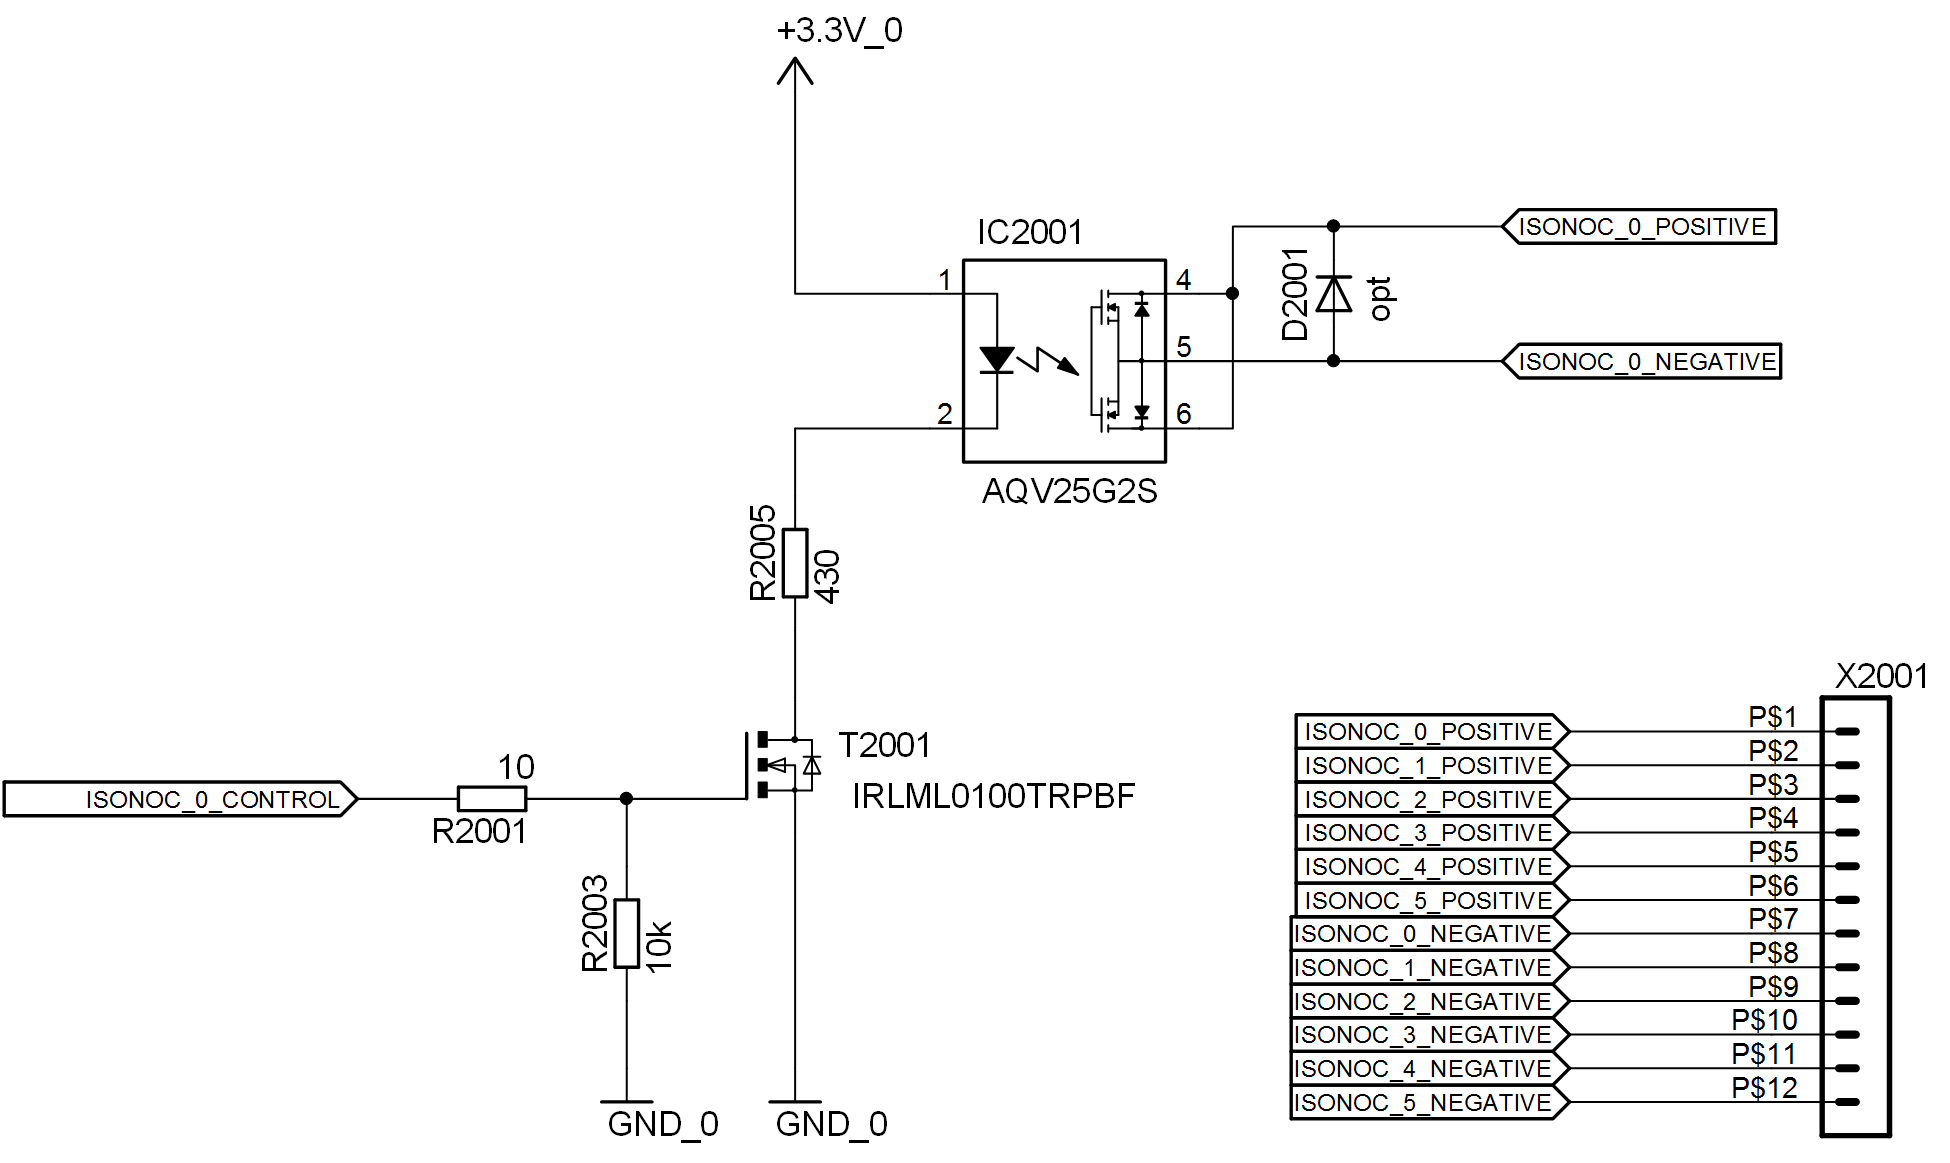 +3.3V_0
IC2001
1
2
4
5
6
AQV25G2S
D2001
opt
ISONOC_0_POSITIVE
ISONOC_0_NEGATIVE
R2005
430
T2001
IRLML0100TRPBF
ISONOC_0_CONTROL
10
R2001
R2003
10k
GND_0
GND_0
X2001
ISONOC_0_POSITIVE P$1
ISONOC_1_POSITIVE P$2
ISONOC_2_POSITIVE P$3
ISONOC_3_POSITIVE P$4
ISONOC_4_POSITIVE P$5
ISONOC_5_POSITIVE P$6
ISONOC_0_NEGATIVE P$7
ISONOC_1_NEGATIVE P$8
ISONOC_2_NEGATIVE P$9
ISONOC_3_NEGATIVE P$10
ISONOC_4_NEGATIVE P$11
ISONOC_5_NEGATIVE P$12